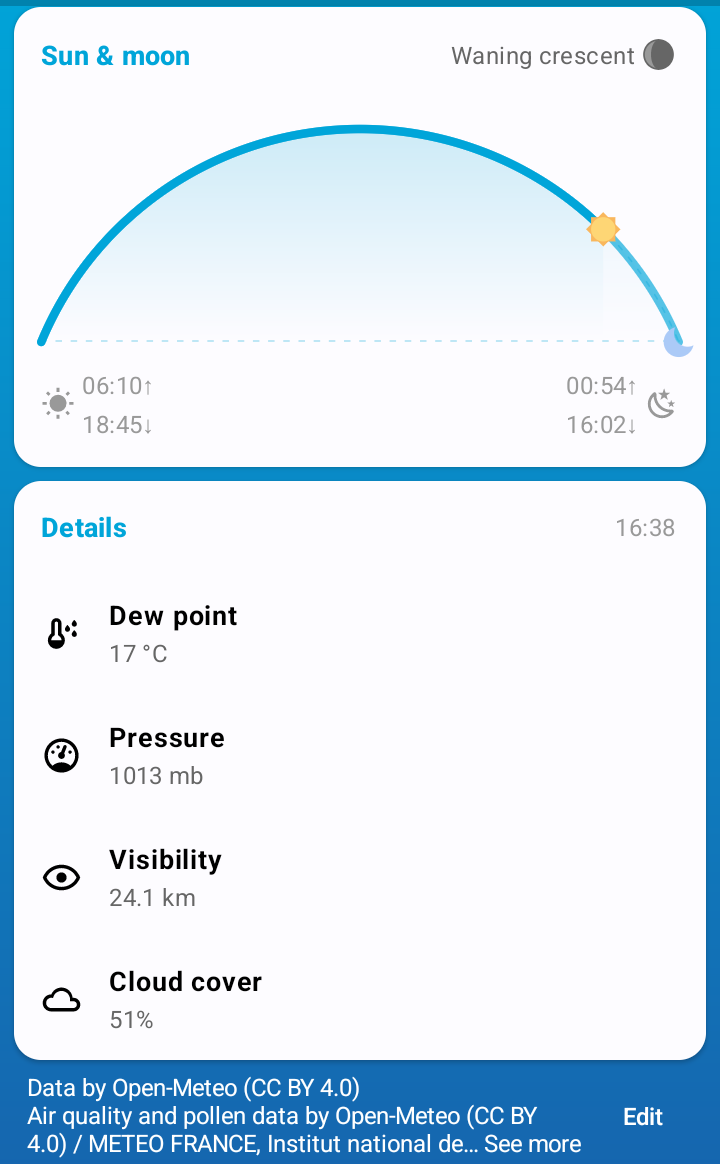 Sun & moon
Waning crescent
06:10↑
18:45↓
00:54↑
16:02↓
Details
16:38
Dew point
17 °C
Pressure
1013 mb
Visibility
24.1 km
Cloud cover
51%
Data by Open-Meteo (CC BY 4.0)
Air quality and pollen data by Open-Meteo (CC BY
4.0) / METEO FRANCE, Institut national de... See more
Edit